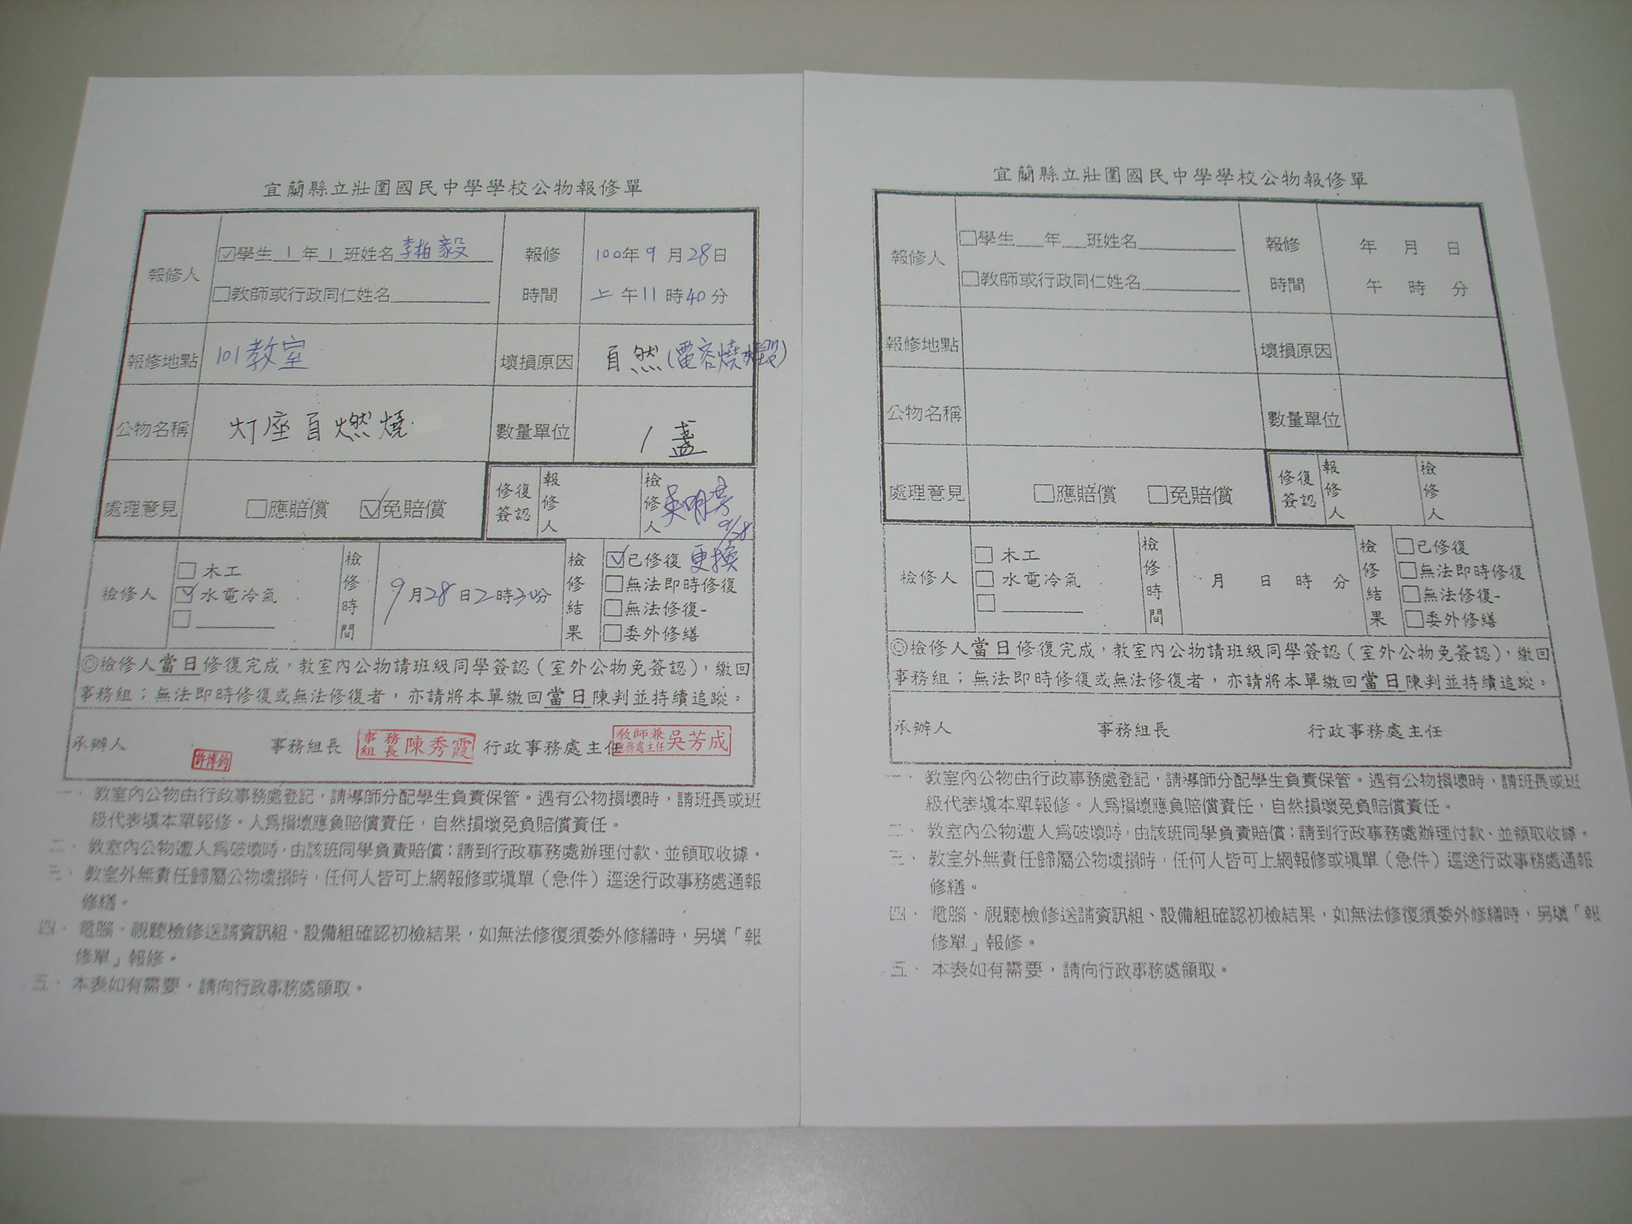 宜蘭縣立壯圍國民中學學校公物報修單
報修人
☑學生 1 年 1 班姓名 李柏毅
□教師或行政同仁姓名
報修時間
100年9月28日
上午11時40分
報修地點
101教室
壞損原因
自然(電容燒燬)
公物名稱
灯座自燃燒
數量單位
1盞
處理意見
□應賠償 ☑免賠償
修復簽認
報修人
檢修人
吳明芳
9/28
檢修人
□木工
☑水電冷氣
□
檢修時間
9月28日2時30分
檢修結果
☑已修復 更換
□無法即時修復
□無法修復-
□委外修繕
◎檢修人當日修復完成，教室內公物請班級同學簽認（室外公物免簽認），繳回
事務組；無法即時修復或無法修復者，亦請將本單繳回當日陳判並持續追蹤。
承辦人 許博鈞 事務組長 事務組長陳秀霞 行政事務處主任 教師兼事務處主任吳芳成
一、教室內公物由行政事務處登記，請導師分配學生負責保管。遇有公物損壞時，請班長或班
級代表填本單報修。人為損壞應負賠償責任，自然損壞免負賠償責任。
二、教室內公物遭人為破壞時，由該班同學負責賠償；請到行政事務處辦理付款、並領取收據。
三、教室外無責任歸屬公物壞損時，任何人皆可上網報修或填單（急件）逕送行政事務處通報
修繕。
四、電腦、視聽檢修送請資訊組、設備組確認初檢結果，如無法修復須委外修繕時，另填「報
修單」報修。
五、本表如有需要，請向行政事務處領取。
宜蘭縣立壯圍國民中學學校公物報修單
報修人
□學生 年 班姓名
□教師或行政同仁姓名
報修時間
年 月 日
午 時 分
報修地點
壞損原因
公物名稱
數量單位
處理意見
□應賠償 □免賠償
修復簽認
報修人
檢修人
檢修人
□木工
□水電冷氣
□
檢修時間
月 日 時 分
檢修結果
□已修復
□無法即時修復
□無法修復-
□委外修繕
◎檢修人當日修復完成，教室內公物請班級同學簽認（室外公物免簽認），繳回
事務組；無法即時修復或無法修復者，亦請將本單繳回當日陳判並持續追蹤。
承辦人 事務組長 行政事務處主任
一、教室內公物由行政事務處登記，請導師分配學生負責保管。遇有公物損壞時，請班長或班
級代表填本單報修。人為損壞應負賠償責任，自然損壞免負賠償責任。
二、教室內公物遭人為破壞時，由該班同學負責賠償；請到行政事務處辦理付款、並領取收據。
三、教室外無責任歸屬公物壞損時，任何人皆可上網報修或填單（急件）逕送行政事務處通報
修繕。
四、電腦、視聽檢修送請資訊組、設備組確認初檢結果，如無法修復須委外修繕時，另填「報
修單」報修。
五、本表如有需要，請向行政事務處領取。